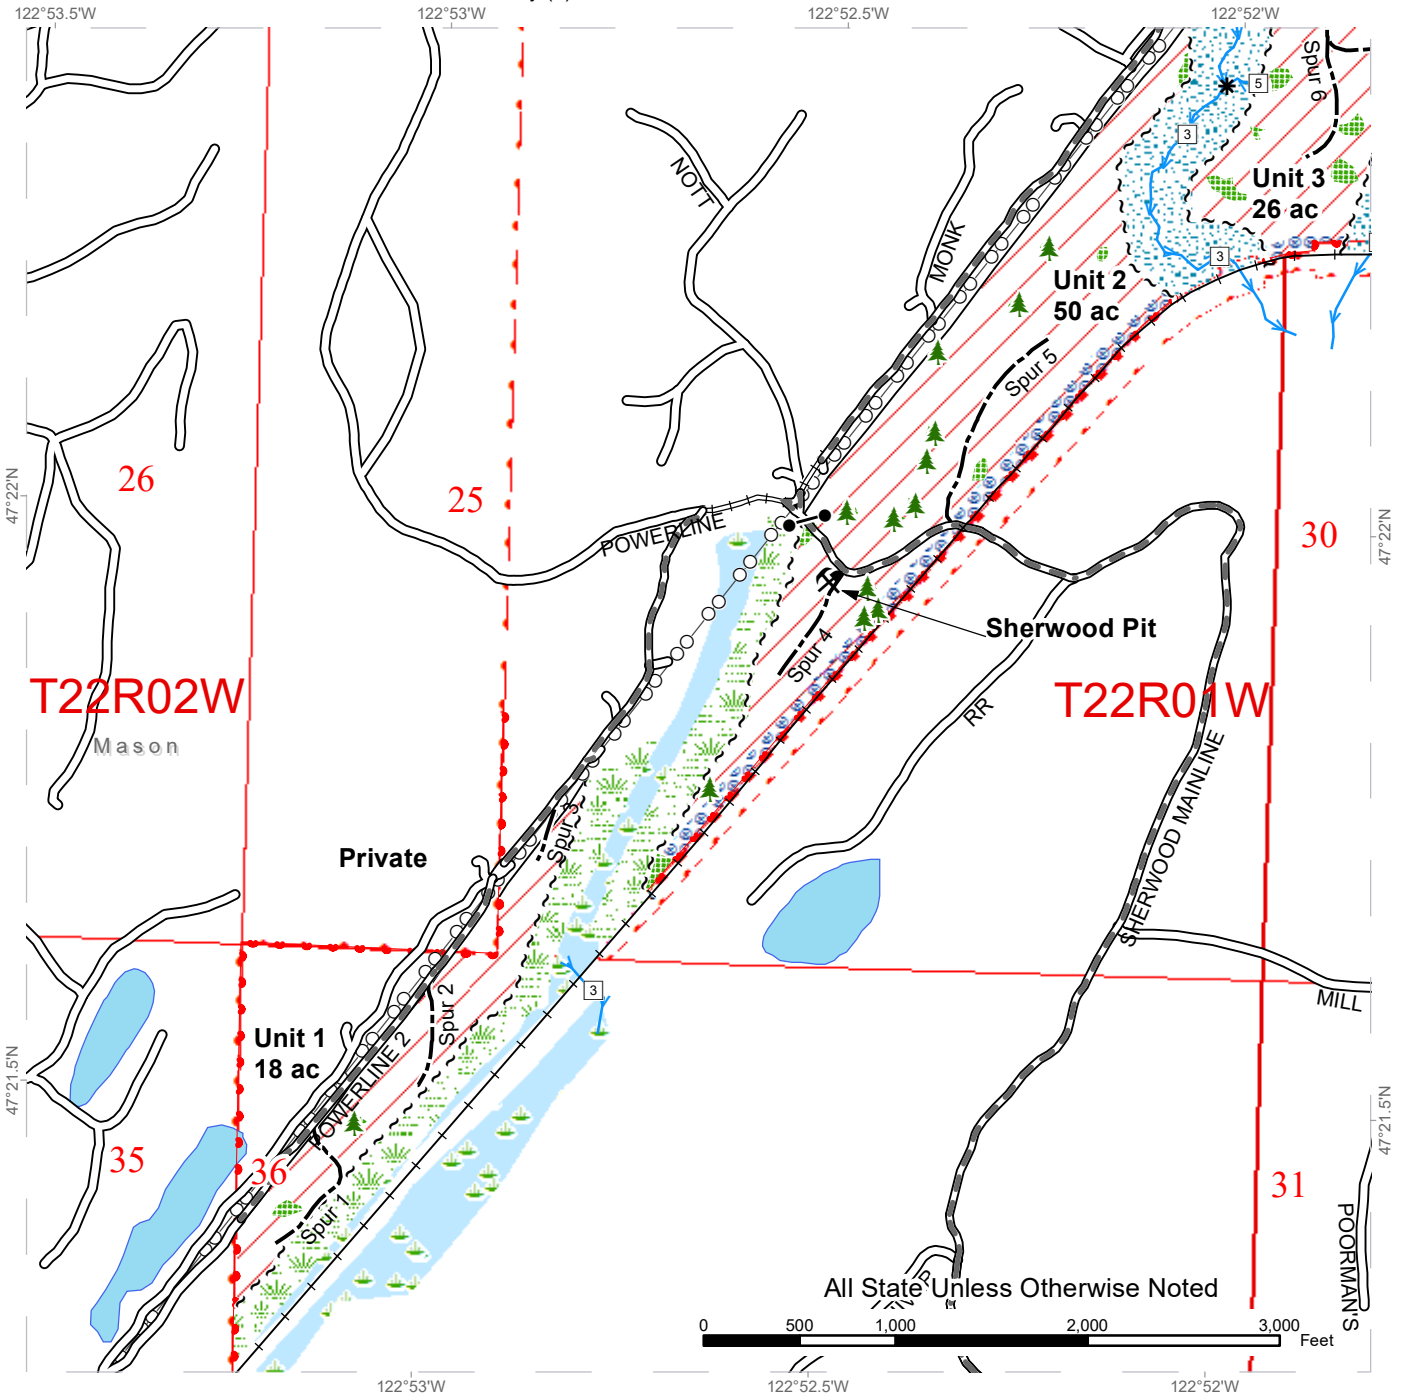 122°53.5'W
122°53'W
122°52.5'W
122°52'W
Spur 6
5
3
NOTT
Unit 3
26 ac
MONK
3
Unit 2
50 ac
Spur 5
26
25
47°22'N
POWERLINE
30
47°22'N
Sherwood Pit
Spur 4
T22R02W
T22R01W
RR
Mason
SHERWOOD MAINLINE
Spur 3
Private
3
MILL
Spur 2
Unit 1
18 ac
POWERLINE 2
47°21.5'N
47°21.5'N
35
36
31
Spur 1
POORMAN'S
All State Unless Otherwise Noted
0 500 1,000 2,000 3,000
Feet
122°53'W
122°52.5'W
122°52'W